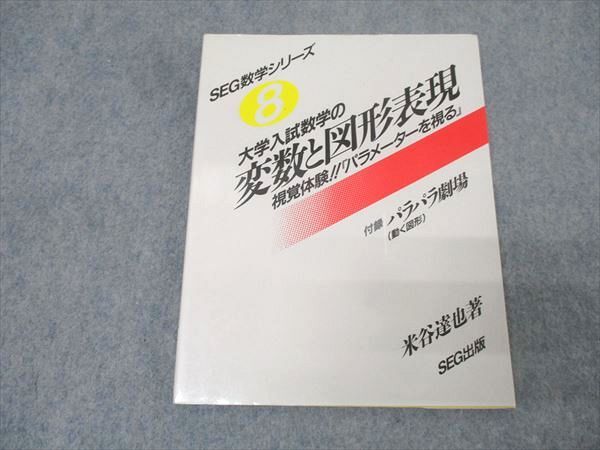 SEG数学シリーズ
8
大学入試数学の
変数と図形表現
視覚体験!!「パラメーターを視る」
付録 パラパラ劇場
(動く図形)
米谷達也著
SEG出版